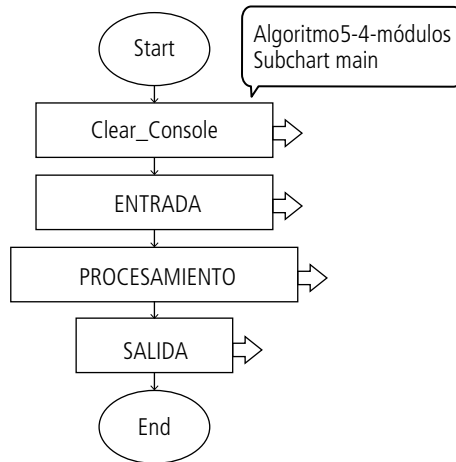 Start
Algoritmo5-4-módulos
Subchart main
Clear_Console
ENTRADA
PROCESAMIENTO
SALIDA
End